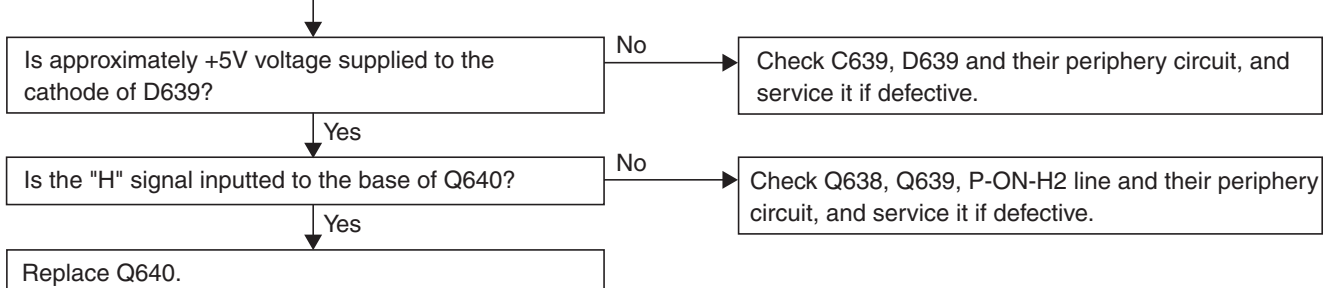 Is approximately +5V voltage supplied to the
cathode of D639?
No
Check C639, D639 and their periphery circuit, and
service it if defective.
Yes
Is the "H" signal inputted to the base of Q640?
No
Check Q638, Q639, P-ON-H2 line and their periphery
circuit, and service it if defective.
Yes
Replace Q640.